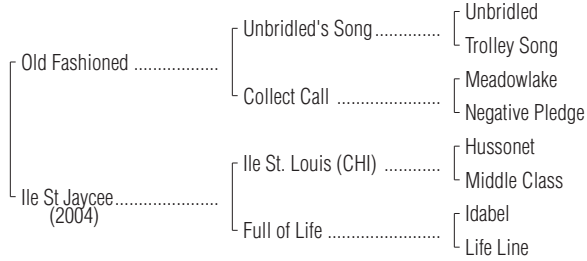 Unbridled
Unbridled's Song..............
Trolley Song
Old Fashioned ..................
Meadowlake
Collect Call ......................
Negative Pledge
Hussonet
Ile St. Louis (CHI) ............
Middle Class
Ile St Jaycee......................
(2004)
Idabel
Full of Life ........................
Life Line